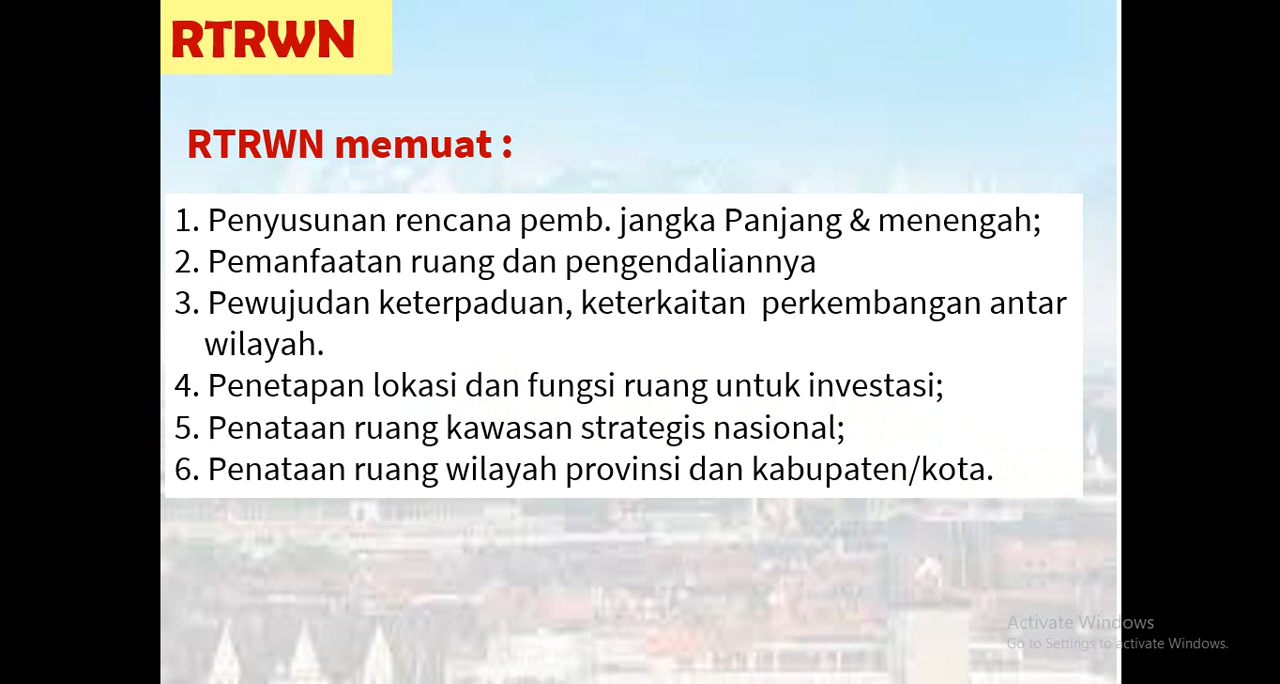 RTRWN
RTRWN memuat :
1. Penyusunan rencana pemb. jangka Panjang & menengah;
2. Pemanfaatan ruang dan pengendaliannya
3. Pewujudan keterpaduan, keterkaitan perkembangan antar
wilayah.
4. Penetapan lokasi dan fungsi ruang untuk investasi;
5. Penataan ruang kawasan strategis nasional;
6. Penataan ruang wilayah provinsi dan kabupaten/kota.
Activate Windows
Go to Settings to activate Windows.